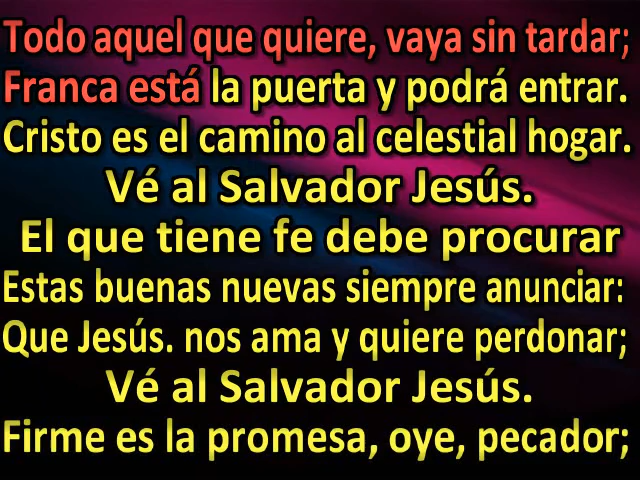 Todo aquel que quiere, vaya sin tardar;
Franca está la puerta y podrá entrar.
Cristo es el camino al celestial hogar.
Vé al Salvador Jesús.
El que tiene fe debe procurar
Estas buenas nuevas siempre anunciar:
Que Jesús. nos ama y quiere perdonar;
Vé al Salvador Jesús.
Firme es la promesa, oye, pecador;